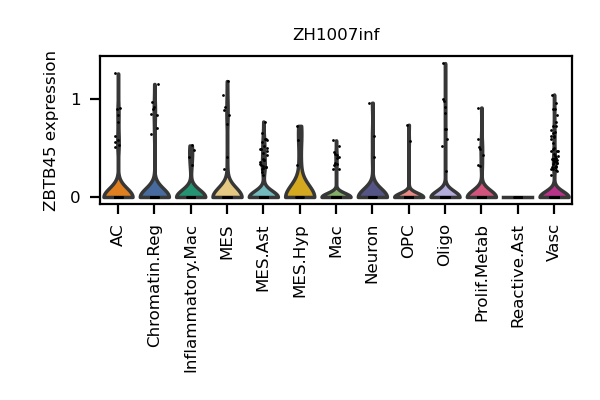 ZH1007inf
ZBTB45 expression
1
0
AC
Chromatin.Reg
Inflammatory.Mac
MES
MES.Ast
MES.Hyp
Mac
Neuron
OPC
Oligo
Prolif.Metab
Reactive.Ast
Vasc